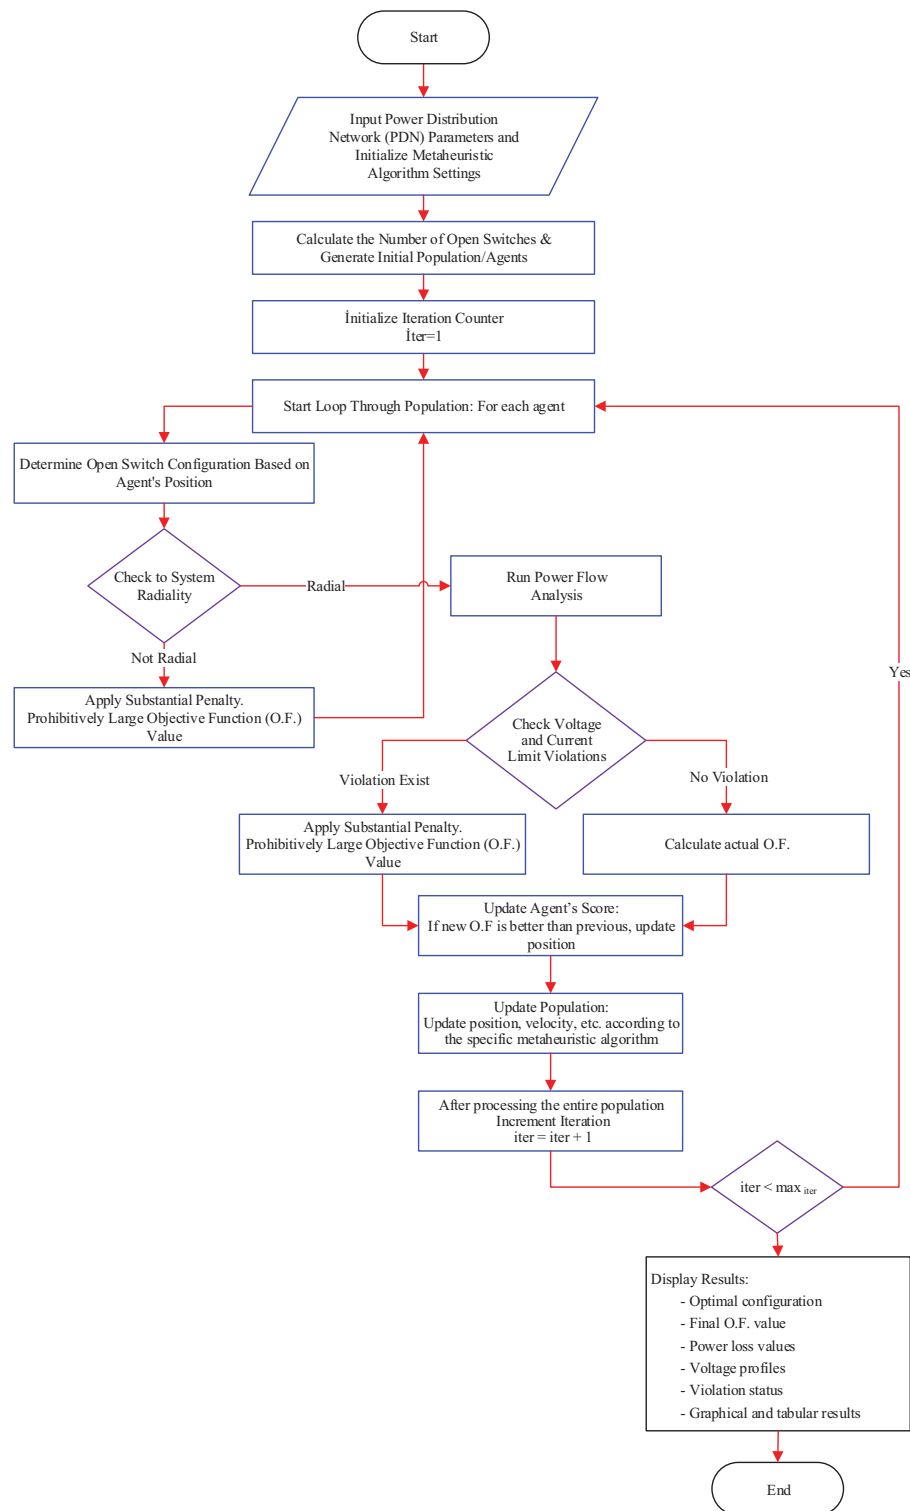 Start
Input Power Distribution
Network (PDN) Parameters and
Initialize Metaheuristic
Algorithm Settings
Calculate the Number of Open Switches &
Generate Initial Population/Agents
İnitialize Iteration Counter
İter=1
Start Loop Through Population: For each agent
Determine Open Switch Configuration Based on
Agent's Position
Check to System
Radiality
Radial
Run Power Flow
Analysis
Not Radial
Apply Substantial Penalty.
Prohibitively Large Objective Function (O.F.)
Value
Yes
Check Voltage
and Current
Limit Violations
Violation Exist
No Violation
Apply Substantial Penalty.
Prohibitively Large Objective Function (O.F.)
Value
Calculate actual O.F.
Update Agent’s Score:
If new O.F is better than previous, update
position
Update Population:
Update position, velocity, etc. according to
the specific metaheuristic algorithm
After processing the entire population
Increment Iteration
iter = iter + 1
iter < max iter
Display Results:
- Optimal configuration
- Final O.F. value
- Power loss values
- Voltage profiles
- Violation status
- Graphical and tabular results
End